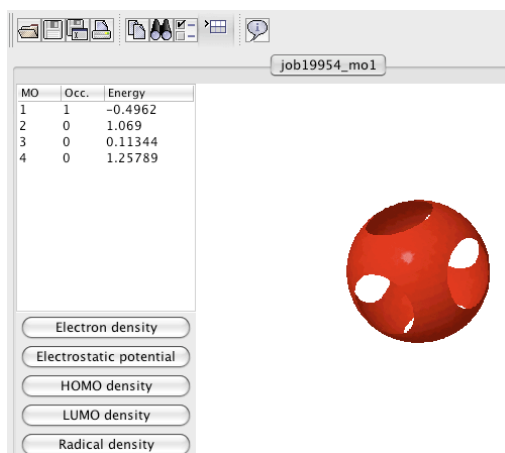 job19954_mo1
MO Occ. Energy
1 1 -0.4962
2 0 1.069
3 0 0.11344
4 0 1.25789
Electron density
Electrostatic potential
HOMO density
LUMO density
Radical density